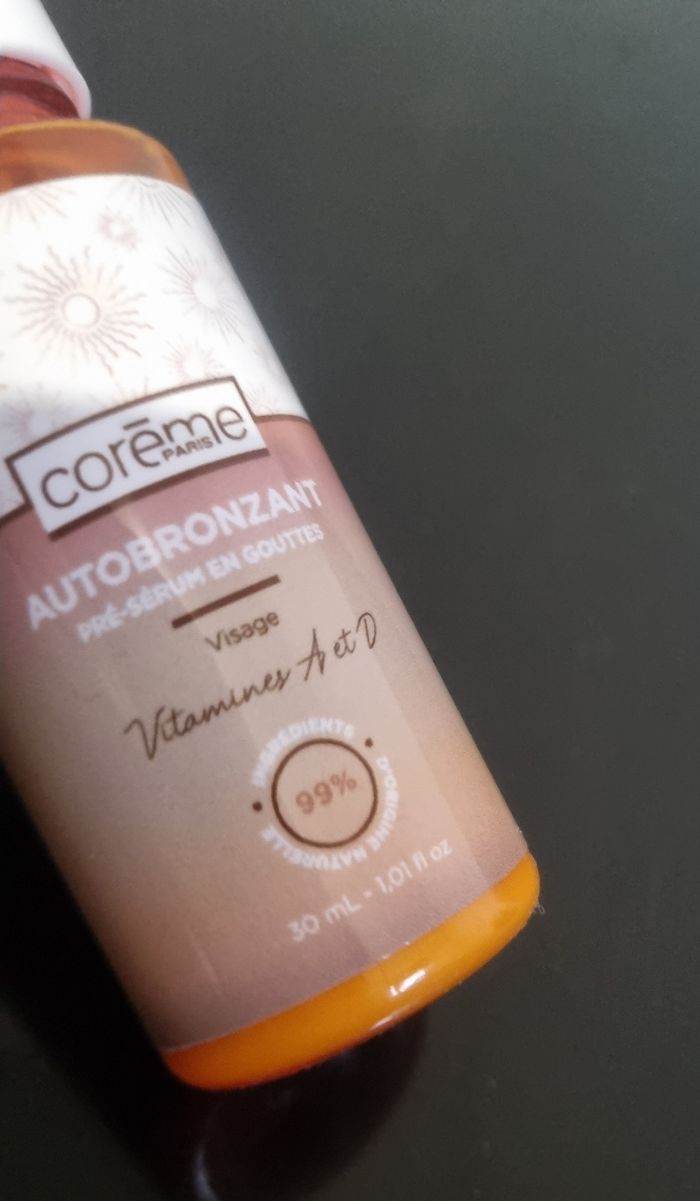 corēme
PARIS
AUTOBRONZANT
PRÉ-SÉRUM EN GOUTTES
Visage
Vitamines A et D
INGRÉDIENTS
D'ORIGINE NATURELLE
99%
30 mL - 1,01 fl oz